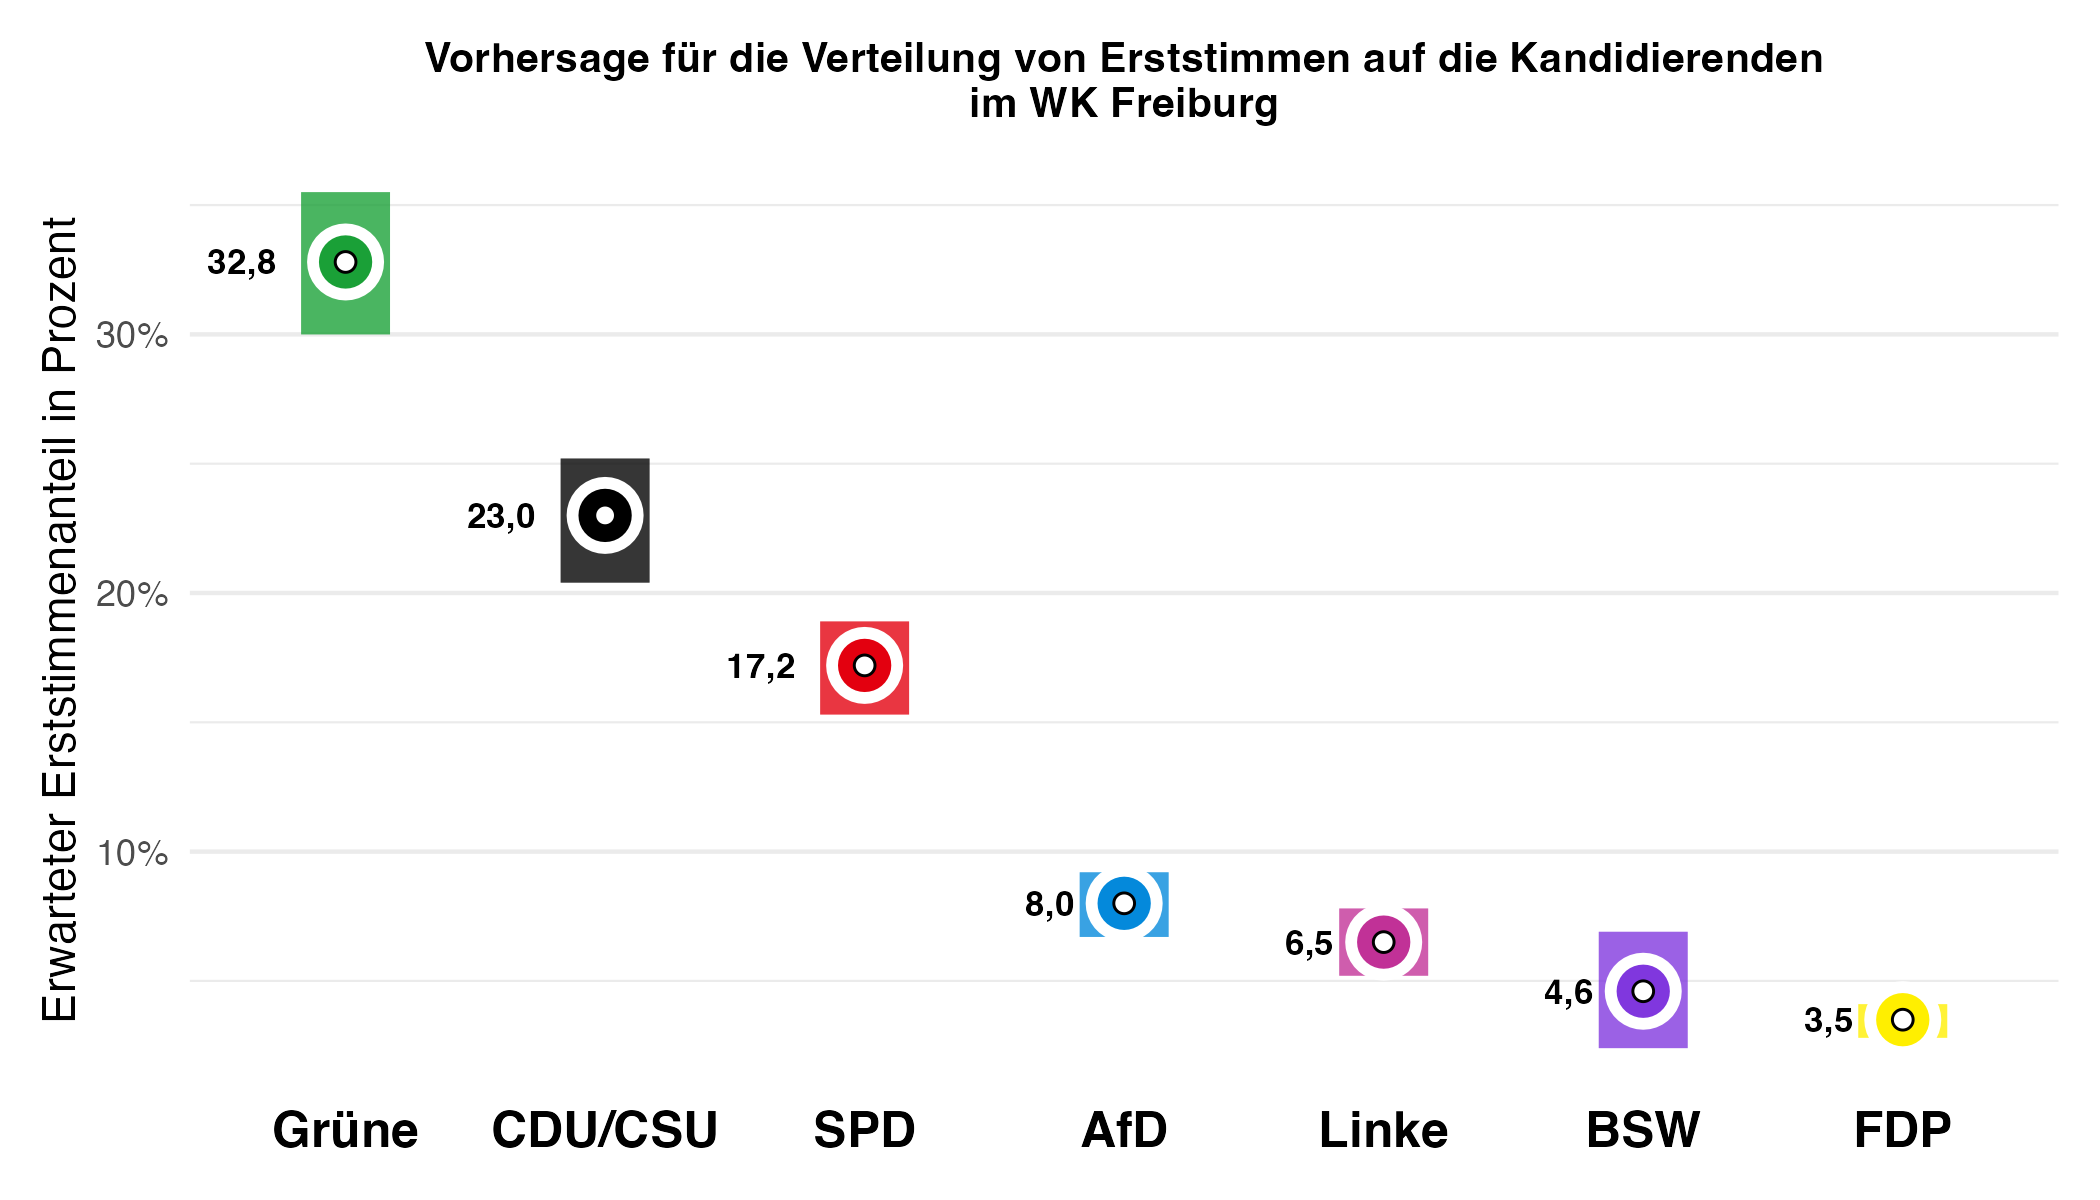 Vorhersage für die Verteilung von Erststimmen auf die Kandidierenden
im WK Freiburg
Erwarteter Erststimmenanteil in Prozent
30%
20%
10%
32,8
23,0
17,2
8,0
6,5
4,6
3,5
Grüne
CDU/CSU
SPD
AfD
Linke
BSW
FDP